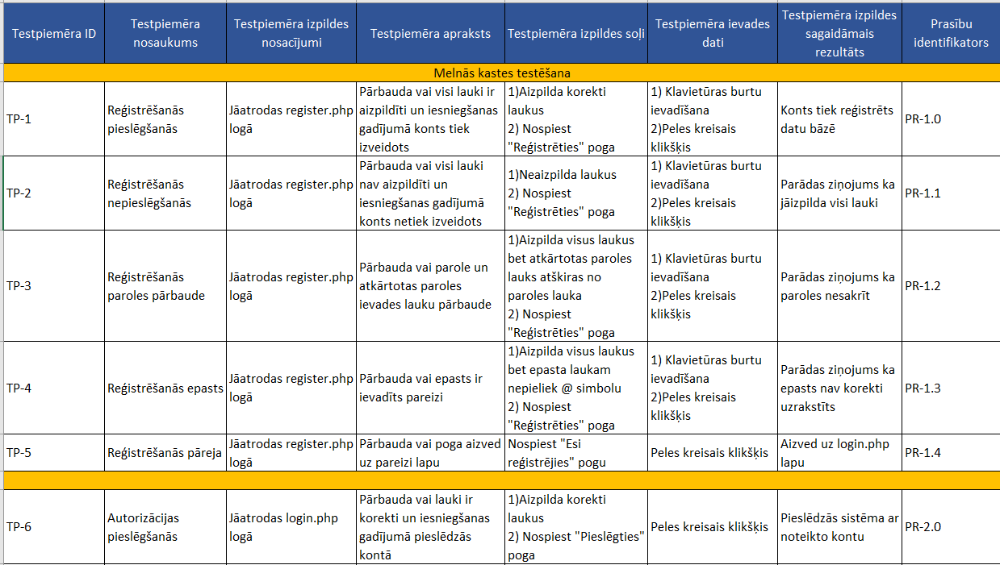 Testpiemēra ID
Testpiemēra
nosaukums
Testpiemēra izpildes
nosacījumi
Testpiemēra apraksts
Testpiemēra izpildes soļi
Testpiemēra ievades
dati
Testpiemēra izpildes
sagaidāmais
rezultāts
Prasību
identifikators
Melnās kastes testēšana
TP-1
Reģistrēšanās
pieslēgšanās
Jāatrodas register.php
logā
Pārbauda vai visi lauki ir
aizpildīti un iesniegšanas
gadījumā konts tiek
izveidots
1)Aizpilda korekti
laukus
2) Nospiest
"Reģistrēties" poga
1) Klavietūras burtu
ievadīšana
2)Peles kreisais
klikšķis
Konts tiek reģistrēts
datu bāzē
PR-1.0
TP-2
Reģistrēšanās
nepieslēgšanās
Jāatrodas register.php
logā
Pārbauda vai visi lauki
nav aizpildīti un
iesniegšanas gadījumā
konts netiek izveidots
1)Neaizpilda laukus
2) Nospiest
"Reģistrēties" poga
1) Klavietūras burtu
ievadīšana
2)Peles kreisais
klikšķis
Parādas ziņojums ka
jāizpilda visi lauki
PR-1.1
TP-3
Reģistrēšanās
paroles pārbaude
Jāatrodas register.php
logā
Pārbauda vai parole un
atkārtotas paroles
ievades lauku pārbaude
1)Aizpilda visus laukus
bet atkārtotas paroles
lauks atškiras no
paroles lauka
2) Nospiest
"Reģistrēties" poga
1) Klavietūras burtu
ievadīšana
2)Peles kreisais
klikšķis
Parādas ziņojums ka
paroles nesakrīt
PR-1.2
TP-4
Reģistrēšanās epasts
Jāatrodas register.php
logā
Pārbauda vai epasts ir
ievadīts pareizi
1)Aizpilda visus laukus
bet epasta laukam
nepieliek @ simbolu
2) Nospiest
"Reģistrēties" poga
1) Klavietūras burtu
ievadīšana
2)Peles kreisais
klikšķis
Parādas ziņojums ka
epasts nav korekti
uzrakstīts
PR-1.3
TP-5
Reģistrēšanās pāreja
Jāatrodas register.php
logā
Pārbauda vai poga aizved
uz pareizi lapu
Nospiest "Esi
reģistrējies" pogu
Peles kreisais klikšķis
Aizved uz login.php
lapu
PR-1.4
TP-6
Autorizācijas
pieslēgšanās
Jāatrodas login.php
logā
Pārbauda vai lauki ir
korekti un iesniegšanas
gadījumā pieslēdzās
kontā
1)Aizpilda korekti
laukus
2) Nospiest "Pieslēgties"
poga
Peles kreisais klikšķis
Pieslēdzās sistēma ar
noteikto kontu
PR-2.0